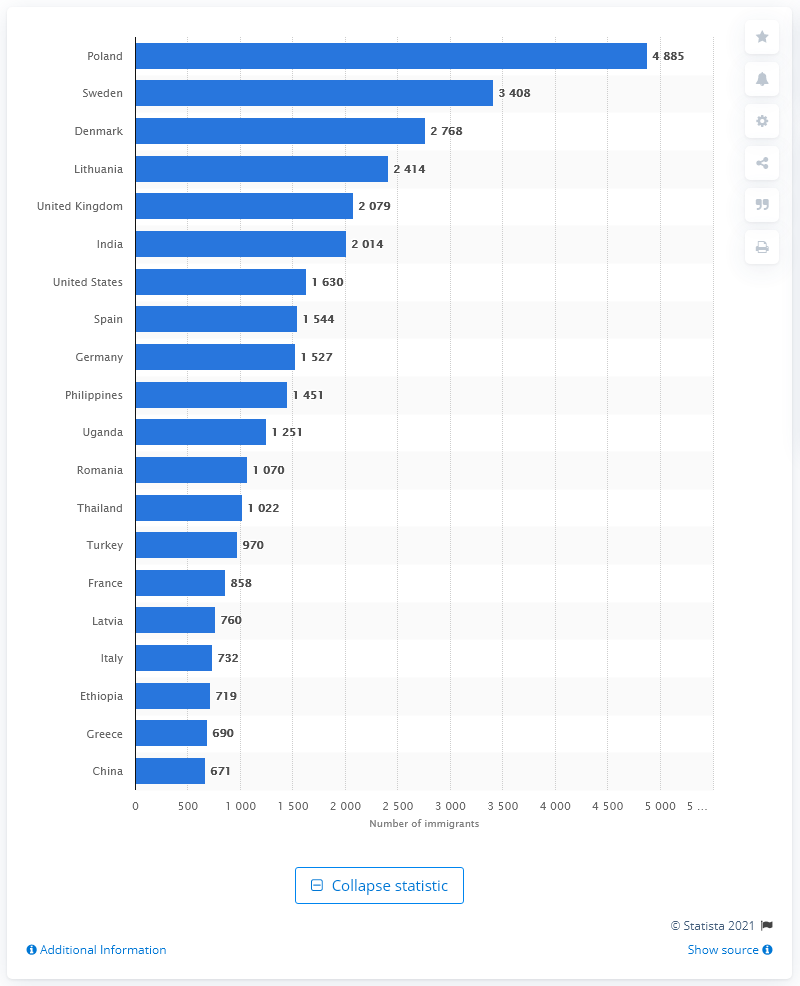 Poland 4 885
Sweden 3 408
Denmark 2 768
Lithuania 2 414
United Kingdom 2 079
India 2 014
United States 1 630
Spain 1 544
Germany 1 527
Philippines 1 451
Uganda 1 251
Romania 1 070
Thailand 1 022
Turkey 970
France 858
Latvia 760
Italy 732
Ethiopia 719
Greece 690
China 671
0 500 1 000 1 500 2 000 2 500 3 000 3 500 4 000 4 500 5 000 5 ...
Number of immigrants
Collapse statistic
© Statista 2021
Additional Information Show source